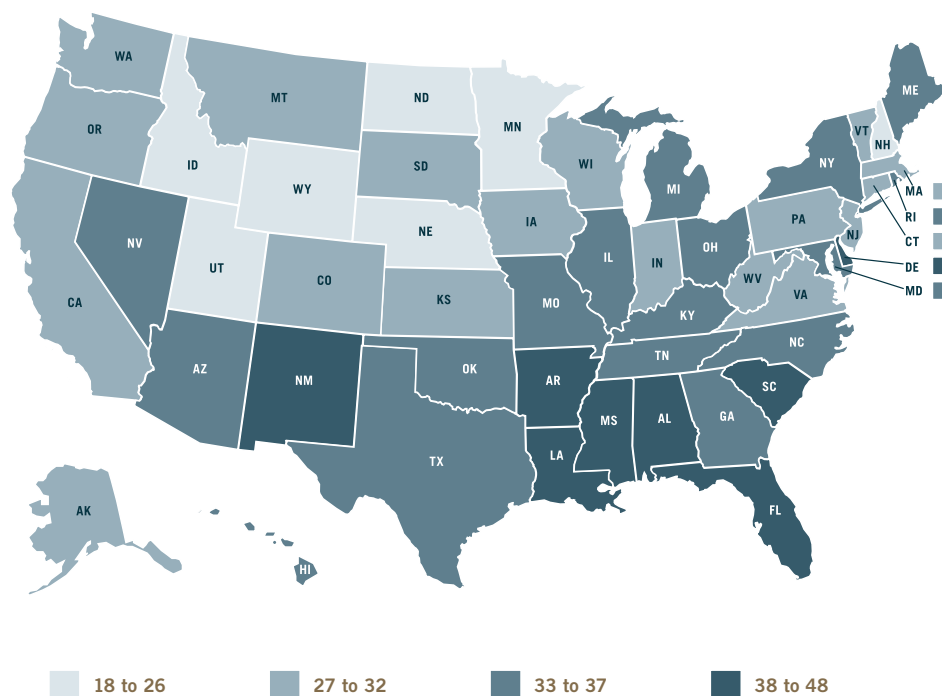 WA
MT
ND
MN
ME
OR
ID
SD
WI
VT
NH
WY
MI
NY
MA
RI
CT
NV
UT
NE
IA
PA
NJ
DE
MD
CA
CO
KS
IL
IN
OH
WV
VA
MO
KY
AZ
NM
OK
AR
TN
NC
SC
TX
LA
MS
AL
GA
FL
AK
HI
18 to 26
27 to 32
33 to 37
38 to 48